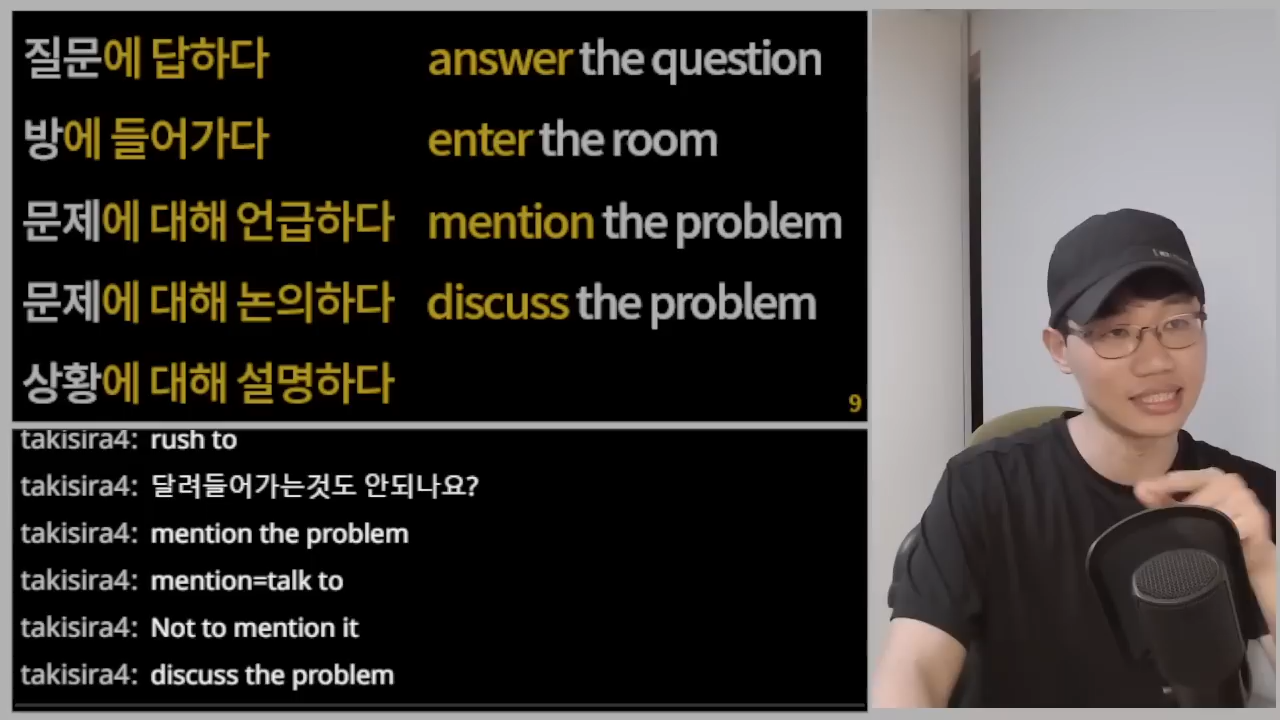 질문에 답하다 answer the question
방에 들어가다 enter the room
문제에 대해 언급하다 mention the problem
문제에 대해 논의하다 discuss the problem
상황에 대해 설명하다
9
takisira4: rush to
takisira4: 달려들어가는것도 안되나요?
takisira4: mention the problem
takisira4: mention=talk to
takisira4: Not to mention it
takisira4: discuss the problem